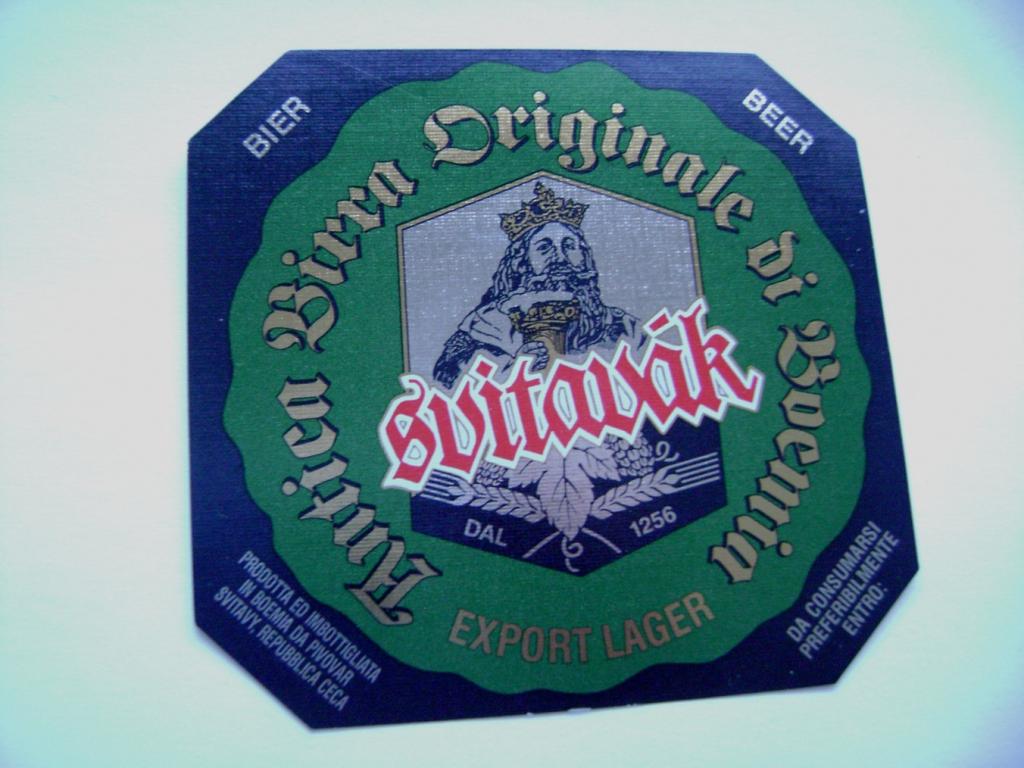 BIER
BEER
Antica Birra Originale di Boemia
svitavák
DAL 1256
EXPORT LAGER
PRODOTTA ED IMBOTTIGLIATA
IN BOEMIA DA PIVOVAR
SVITAVY, REPUBBLICA CECA
DA CONSUMARSI
PREFERIBILMENTE
ENTRO: